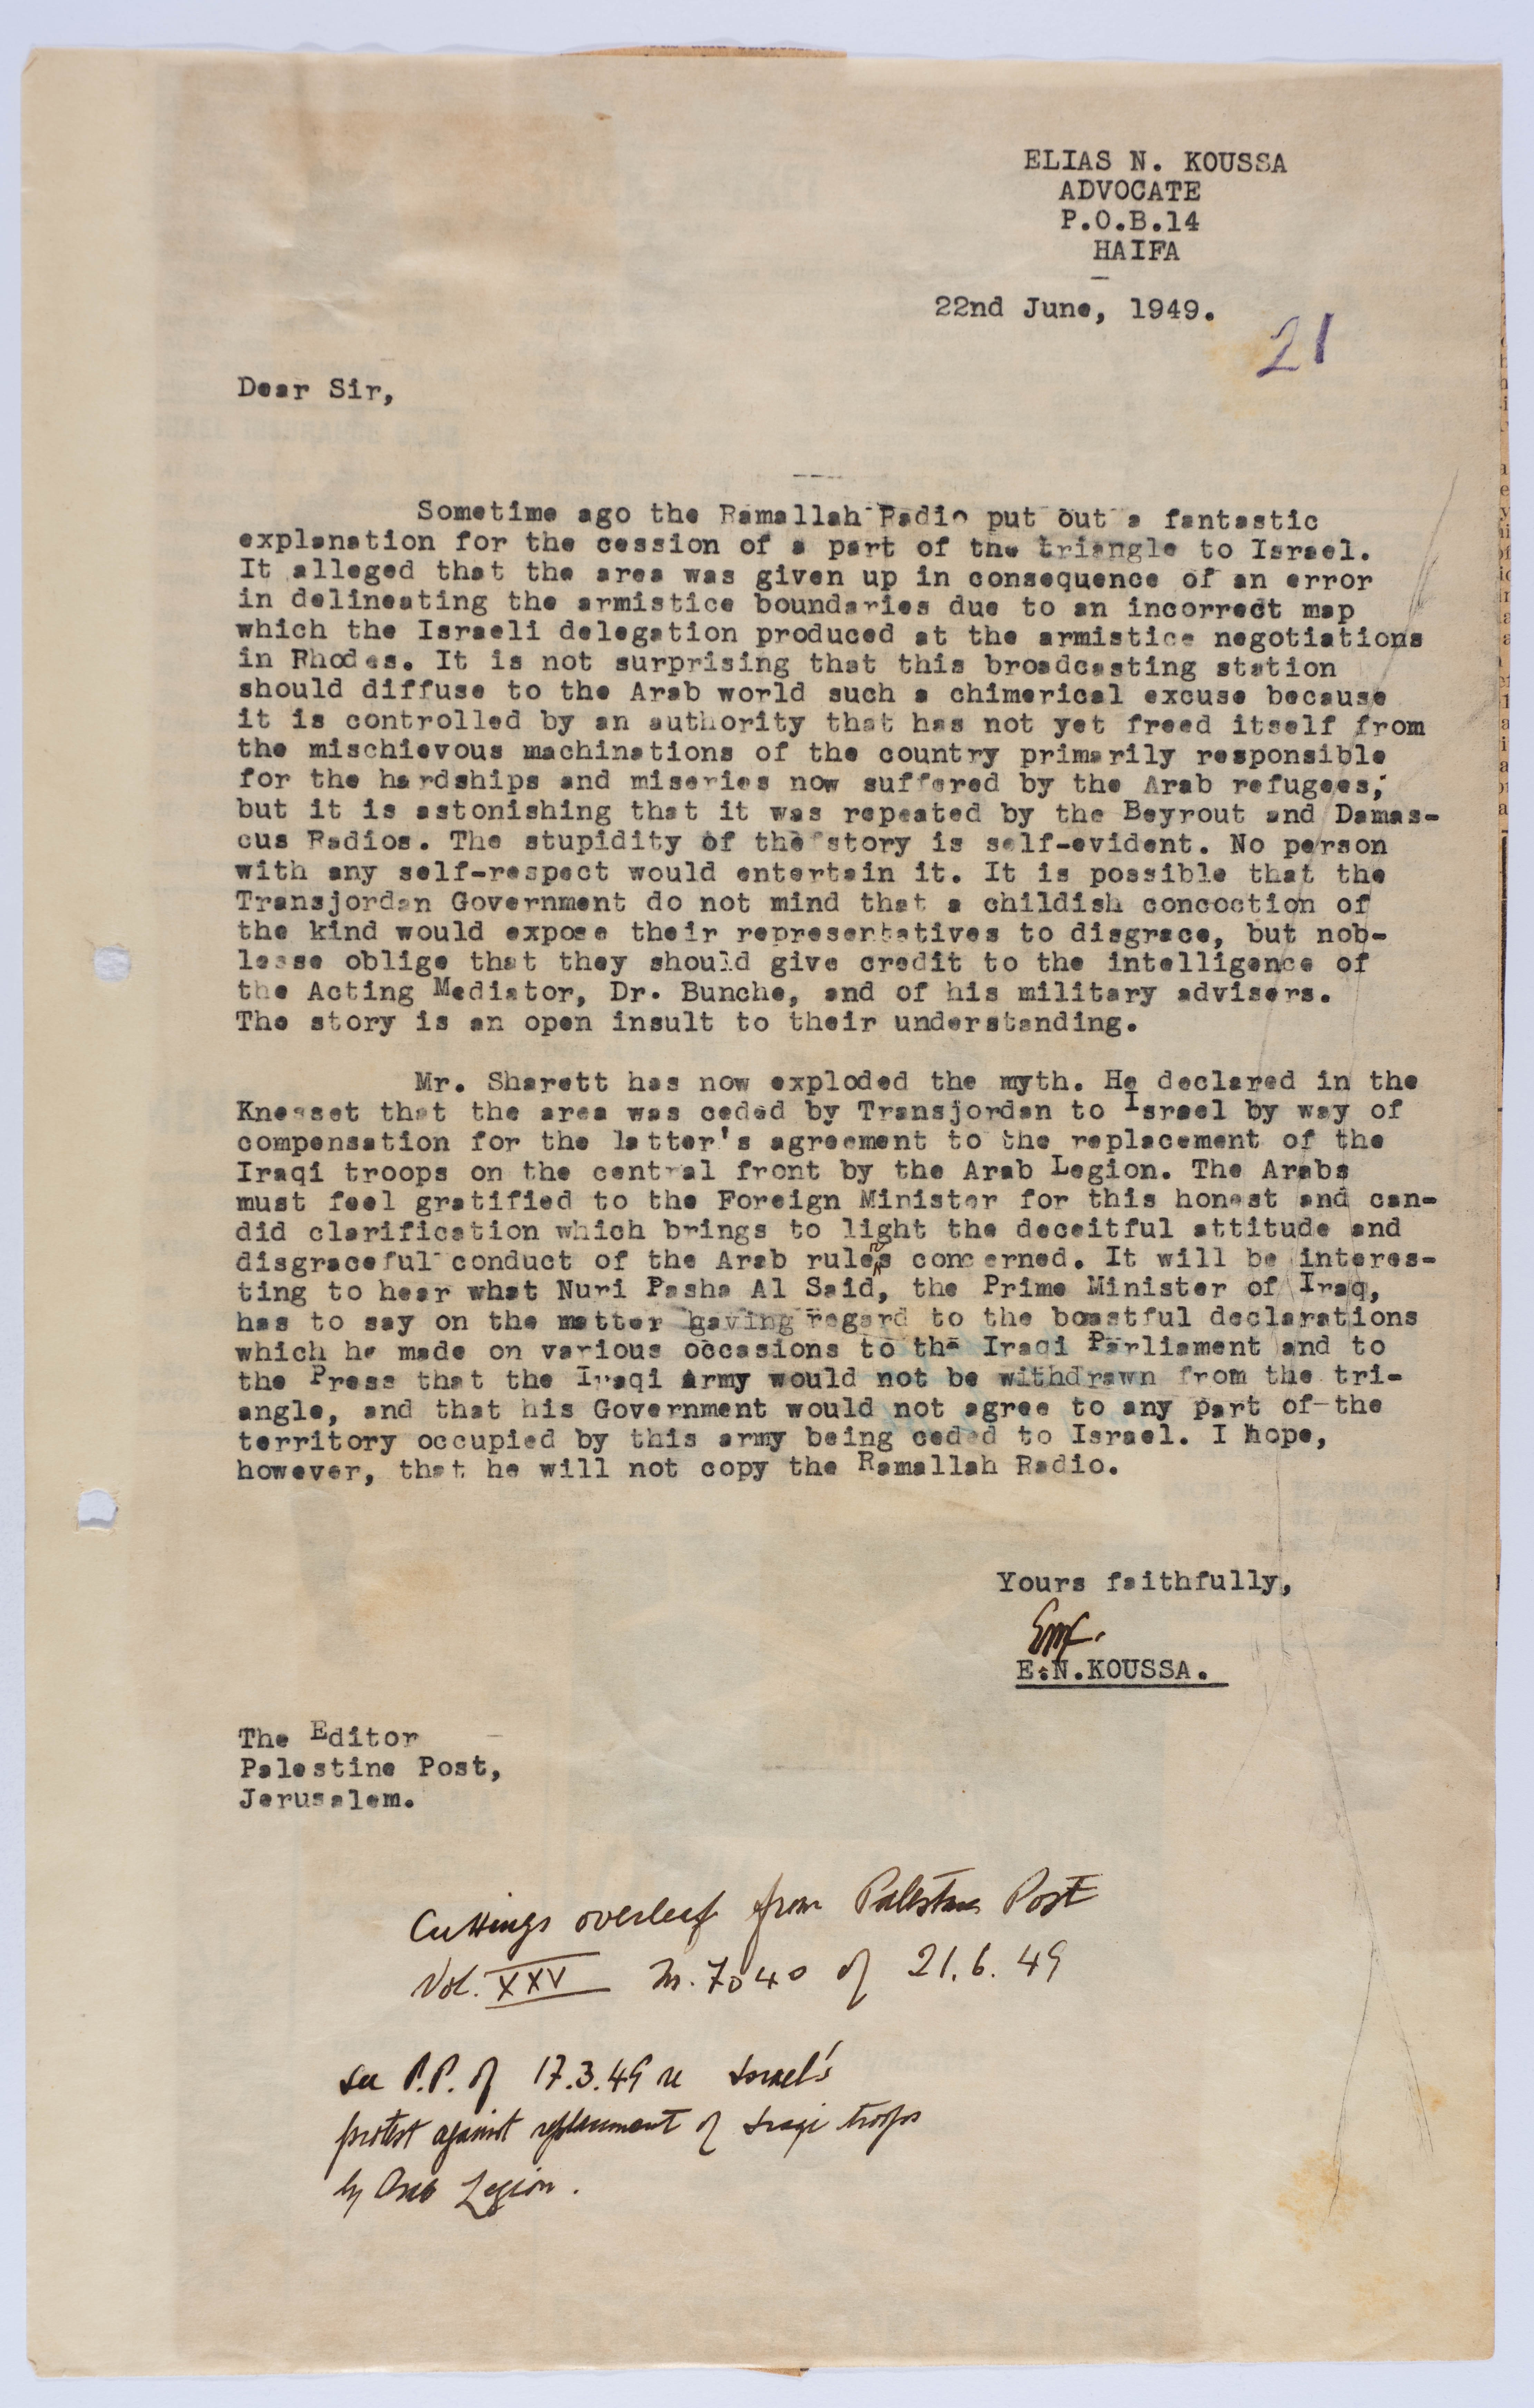 ELIAS N. KOUSSA
ADVOCATE
P.O.B.14
HAIFA
22nd June, 1949.
21
Dear Sir,
Sometime ago the Ramallah Radio put out a fantastic
explanation for the cession of a part of the triangle to Israel.
It alleged that the area was given up in consequence of an error
in delineating the armistice boundaries due to an incorrect map
which the Israeli delegation produced at the armistice negotiations
in Rhodes. It is not surprising that this broadcasting station
should diffuse to the Arab world such a chimerical excuse because
it is controlled by an authority that has not yet freed itself from
the mischievous machinations of the country primarily responsible
for the hardships and miseries now suffered by the Arab refugees;
but it is astonishing that it was repeated by the Beyrout and Damas-
cus Radios. The stupidity of the story is self-evident. No person
with any self-respect would entertain it. It is possible that the
Transjordan Government do not mind that a childish concoction of
the kind would expose their representatives to disgrace, but nob-
lesse oblige that they should give credit to the intelligence of
the Acting Mediator, Dr. Bunche, and of his military advisers.
The story is an open insult to their understanding.
Mr. Sharett has now exploded the myth. He declared in the
Knesset that the area was ceded by Transjordan to Israel by way of
compensation for the latter's agreement to the replacement of the
Iraqi troops on the central front by the Arab Legion. The Arabs
must feel gratified to the Foreign Minister for this honest and can-
did clarification which brings to light the deceitful attitude and
disgraceful conduct of the Arab rulers concerned. It will be interes-
ting to hear what Nuri Pasha Al Said, the Prime Minister of Iraq,
has to say on the matter having regard to the boastful declarations
which he made on various occasions to the Iraqi Parliament and to
the Press that the Iraqi Army would not be withdrawn from the tri-
angle, and that his Government would not agree to any part of the
territory occupied by this army being ceded to Israel. I hope,
however, that he will not copy the Ramallah Radio.
Yours faithfully,
E.N.KOUSSA.
The Editor
Palestine Post,
Jerusalem.
Cuttings overleaf from Palestine Post
Vol. XXV No. 7040 of 21.6.49
see P.P. of 17.3.49 re Israel's
protest against replacement of Iraqi troops
by Arab Legion.